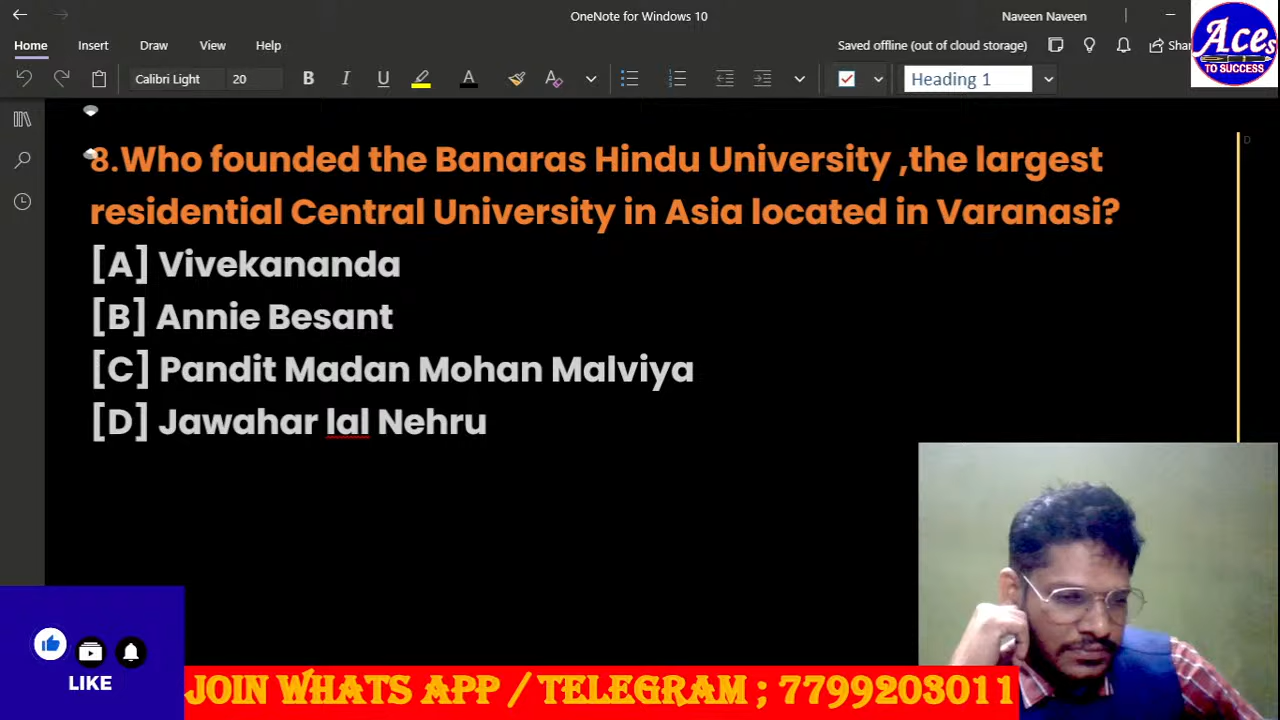 OneNote for Windows 10
Naveen Naveen
Home Insert Draw View Help
Saved offline (out of cloud storage)
Shar
Aces
TO SUCCESS
Calibri Light 20 B I U A A Heading 1
8.Who founded the Banaras Hindu University ,the largest
residential Central University in Asia located in Varanasi?
[A] Vivekananda
[B] Annie Besant
[C] Pandit Madan Mohan Malviya
[D] Jawahar lal Nehru
D
LIKE
JOIN WHATS APP / TELEGRAM ; 7799203011